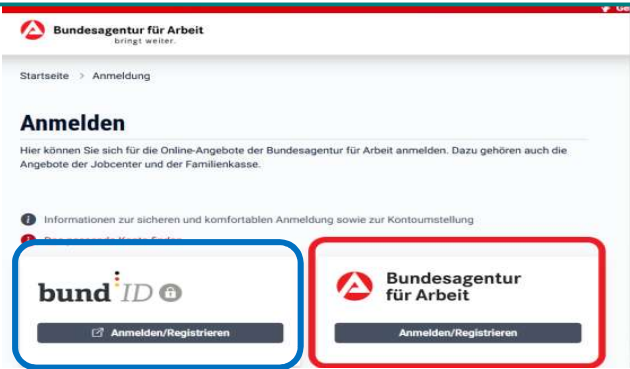 Ge
Bundesagentur für Arbeit
bringt weiter.
Startseite > Anmeldung
Anmelden
Hier können Sie sich für die Online-Angebote der Bundesagentur für Arbeit anmelden. Dazu gehören auch die
Angebote der Jobcenter und der Familienkasse.
Informationen zur sicheren und komfortablen Anmeldung sowie zur Kontoumstellung
bund ID
Anmelden/Registrieren
Bundesagentur
für Arbeit
Anmelden/Registrieren